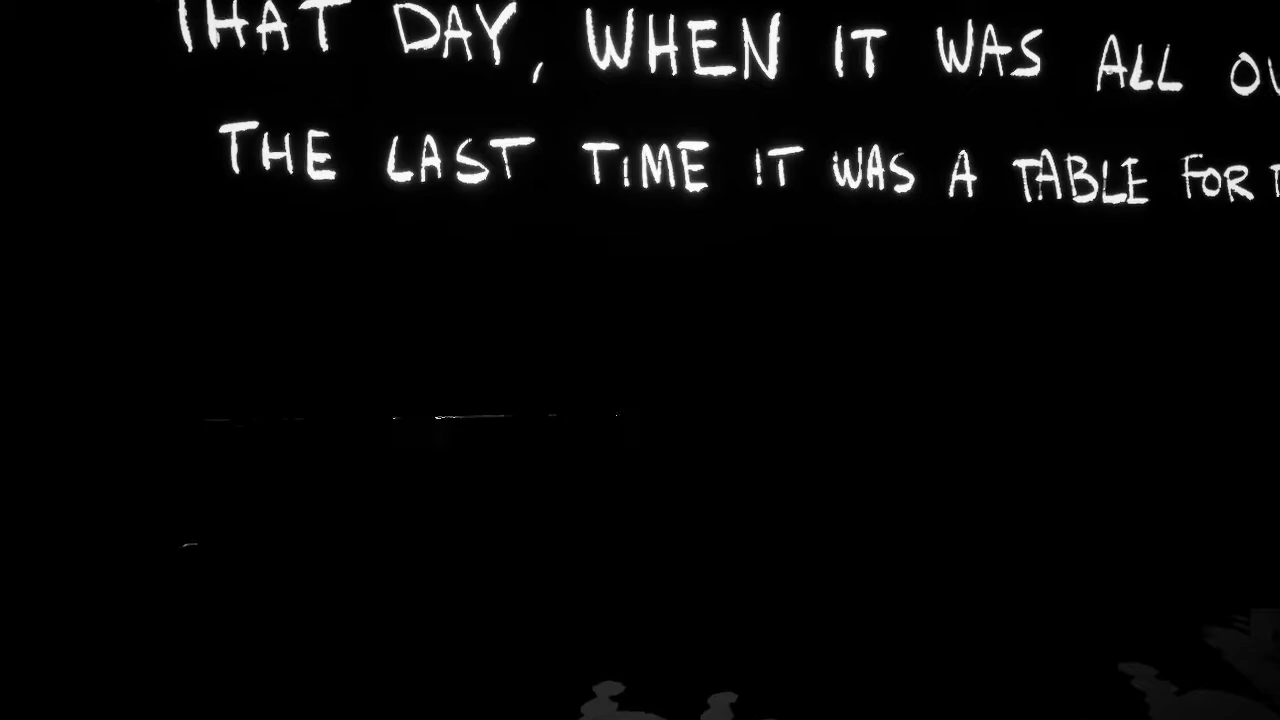 THAT DAY, WHEN IT WAS ALL
THE LAST TIME IT WAS A TABLE FOR